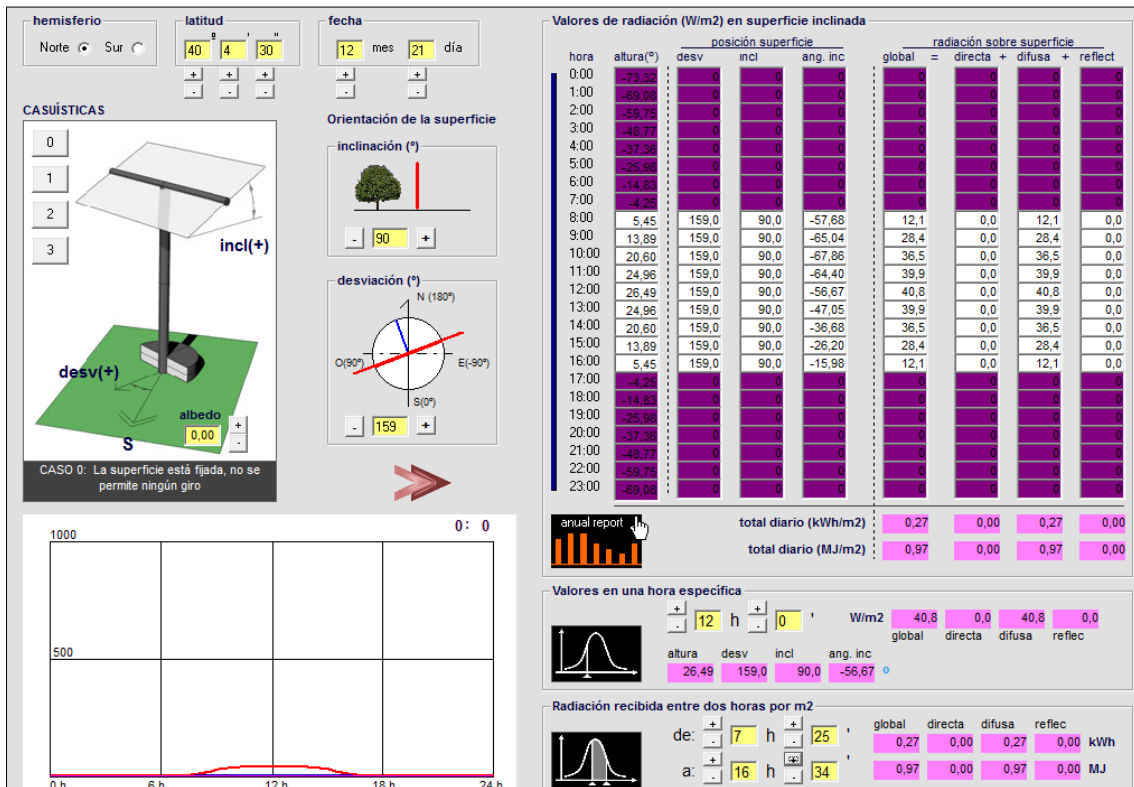 hemisferio
Norte Sur
latitud
º ' "
40 4 30
+ + +
- - -
fecha
12 mes 21 día
+ +
- -
CASUÍSTICAS
0
1
2
3
incl(+)
desv(+)
S
albedo
0,00
+
-
CASO 0: La superficie está fijada, no se
permite ningún giro
Orientación de la superficie
inclinación (º)
- 90 +
desviación (º)
N (180º)
O(90º) E(-90º)
S(0º)
- 159 +
0: 0
1000
500
0 h 6 h 12 h 18 h 24 h
Valores de radiación (W/m2) en superficie inclinada
posición superficie radiación sobre superficie
hora altura(º) desv incl ang. inc global = directa + difusa + reflect
0:00 -73,32 0 0 0 0 0 0 0
1:00 -69,08 0 0 0 0 0 0 0
2:00 -59,75 0 0 0 0 0 0 0
3:00 -48,77 0 0 0 0 0 0 0
4:00 -37,36 0 0 0 0 0 0 0
5:00 -25,98 0 0 0 0 0 0 0
6:00 -14,83 0 0 0 0 0 0 0
7:00 -4,25 0 0 0 0 0 0 0
8:00 5,45 159,0 90,0 -57,68 12,1 0,0 12,1 0,0
9:00 13,89 159,0 90,0 -65,04 28,4 0,0 28,4 0,0
10:00 20,60 159,0 90,0 -67,86 36,5 0,0 36,5 0,0
11:00 24,96 159,0 90,0 -64,40 39,9 0,0 39,9 0,0
12:00 26,49 159,0 90,0 -56,67 40,8 0,0 40,8 0,0
13:00 24,96 159,0 90,0 -47,05 39,9 0,0 39,9 0,0
14:00 20,60 159,0 90,0 -36,68 36,5 0,0 36,5 0,0
15:00 13,89 159,0 90,0 -26,20 28,4 0,0 28,4 0,0
16:00 5,45 159,0 90,0 -15,98 12,1 0,0 12,1 0,0
17:00 -4,25 0 0 0 0 0 0 0
18:00 -14,83 0 0 0 0 0 0 0
19:00 -25,98 0 0 0 0 0 0 0
20:00 -37,36 0 0 0 0 0 0 0
21:00 -48,77 0 0 0 0 0 0 0
22:00 -59,75 0 0 0 0 0 0 0
23:00 -69,08 0 0 0 0 0 0 0
anual report
total diario (kWh/m2) 0,27 0,00 0,27 0,00
total diario (MJ/m2) 0,97 0,00 0,97 0,00
Valores en una hora específica
+ +
- 12 h - 0 ' W/m2 40,8 0,0 40,8 0,0
global directa difusa reflec
altura desv incl ang. inc
26,49 159,0 90,0 -56,67 º
Radiación recibida entre dos horas por m2
global directa difusa reflec
de: + - 7 h + - 25 ' 0,27 0,00 0,27 0,00 kWh
a: + - 16 h - 34 ' 0,97 0,00 0,97 0,00 MJ